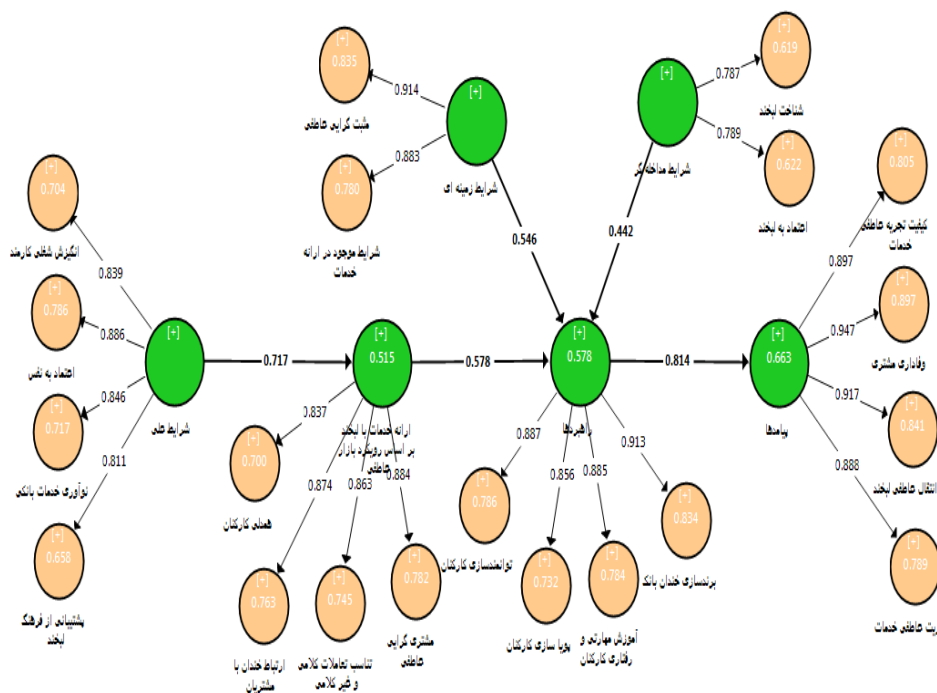 [+]
0.835
0.914
مثبت گرایی عاطفی
[+]
0.780
0.883
شرایط موجود در ارائه
خدمات
[+]
شرایط زمینه ای
0.546
[+]
شرایط مداخله گر
0.442
[+]
0.619
0.787
شناخت لبخند
[+]
0.622
0.789
اعتماد به لبخند
[+]
0.704
0.839
انگیزش شغلی کارمند
[+]
0.786
0.886
اعتماد به نفس
[+]
0.717
0.846
نوآوری خدمات بانکی
[+]
0.658
0.811
پشتیبانی از فرهنگ
لبخند
[+]
شرایط علی
0.717
[+]
0.515
ارائه خدمات با لبخند
بر اساس رویکرد بازار
عاطفی
0.578
[+]
0.700
0.837
همدلی کارکنان
[+]
0.763
0.874
ارتباط خندان با
مشتریان
[+]
0.745
0.863
تناسب تعاملات کلامی
و غیر کلامی
[+]
0.782
0.884
مشتری گرایی
عاطفی
[+]
0.578
راهبردها
0.814
[+]
0.786
0.887
توانمندسازی کارکنان
[+]
0.732
0.856
پویا سازی کارکنان
[+]
0.784
0.885
آموزش مهارتی و
رفتاری کارکنان
[+]
0.834
0.913
برندسازی خندان بانک
[+]
0.663
پیامدها
[+]
0.805
0.897
کیفیت تجربه عاطفی
خدمات
[+]
0.897
0.947
وفاداری مشتری
[+]
0.841
0.917
انتقال عاطفی لبخند
[+]
0.789
0.888
عاطفی خدمات